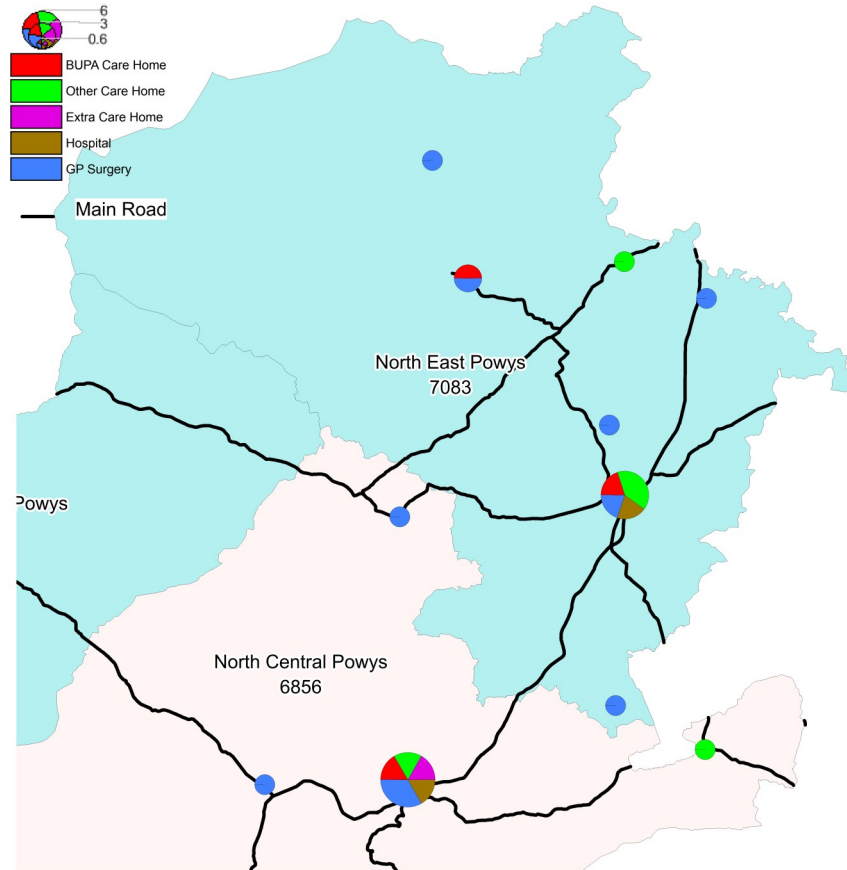 6
3
0.6
BUPA Care Home
Other Care Home
Extra Care Home
Hospital
GP Surgery
Main Road
North East Powys
7083
Powys
North Central Powys
6856